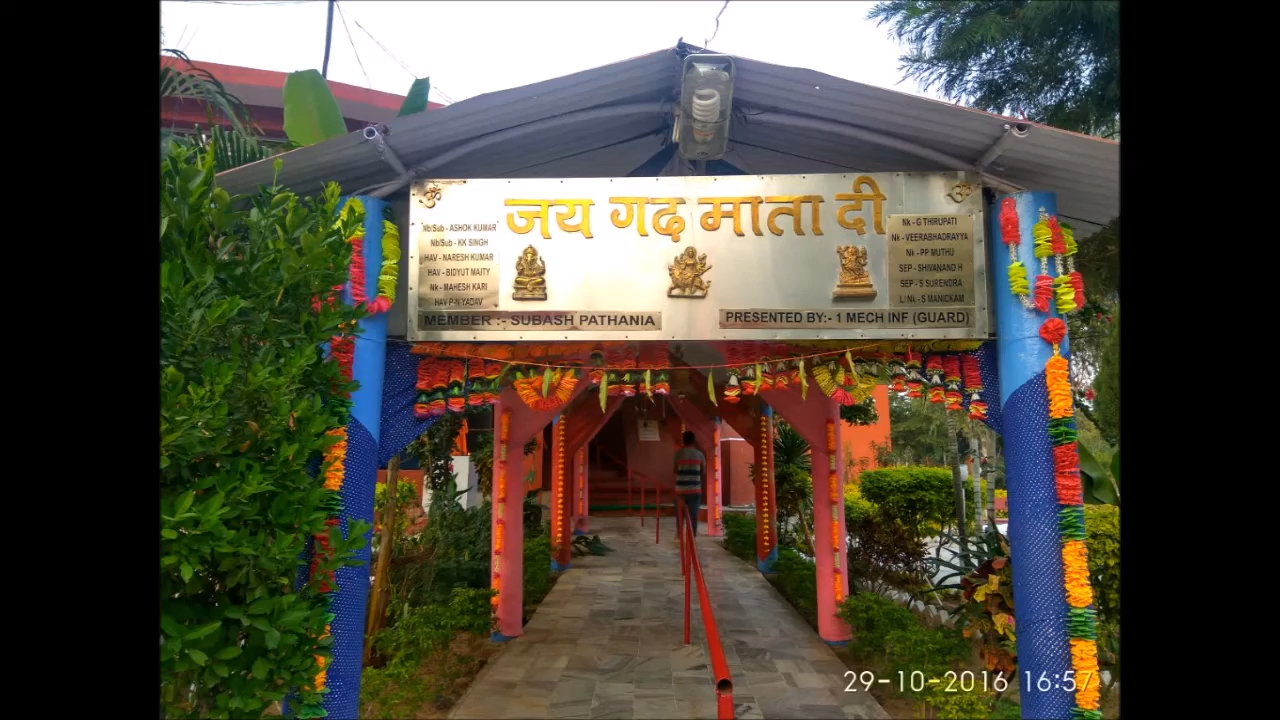 ॐ ॐ
जय गढ माता दी
Nb/Sub - ASHOK KUMAR
Nb/Sub - KK SINGH
HAV - NARESH KUMAR
HAV - BIDYUT MAITY
Nk - MAHESH KARI
HAV P-N-YADAV
Nk - G THIRUPATI
Nk - VEERABHADRAYYA
Nk - PP MUTHU
SEP - SHIVANAND H
SEP - S SURENDRA
L/Nk - S MANICKAM
MEMBER :- SUBASH PATHANIA
PRESENTED BY:- 1 MECH INF (GUARD)
29-10-2016 16:57